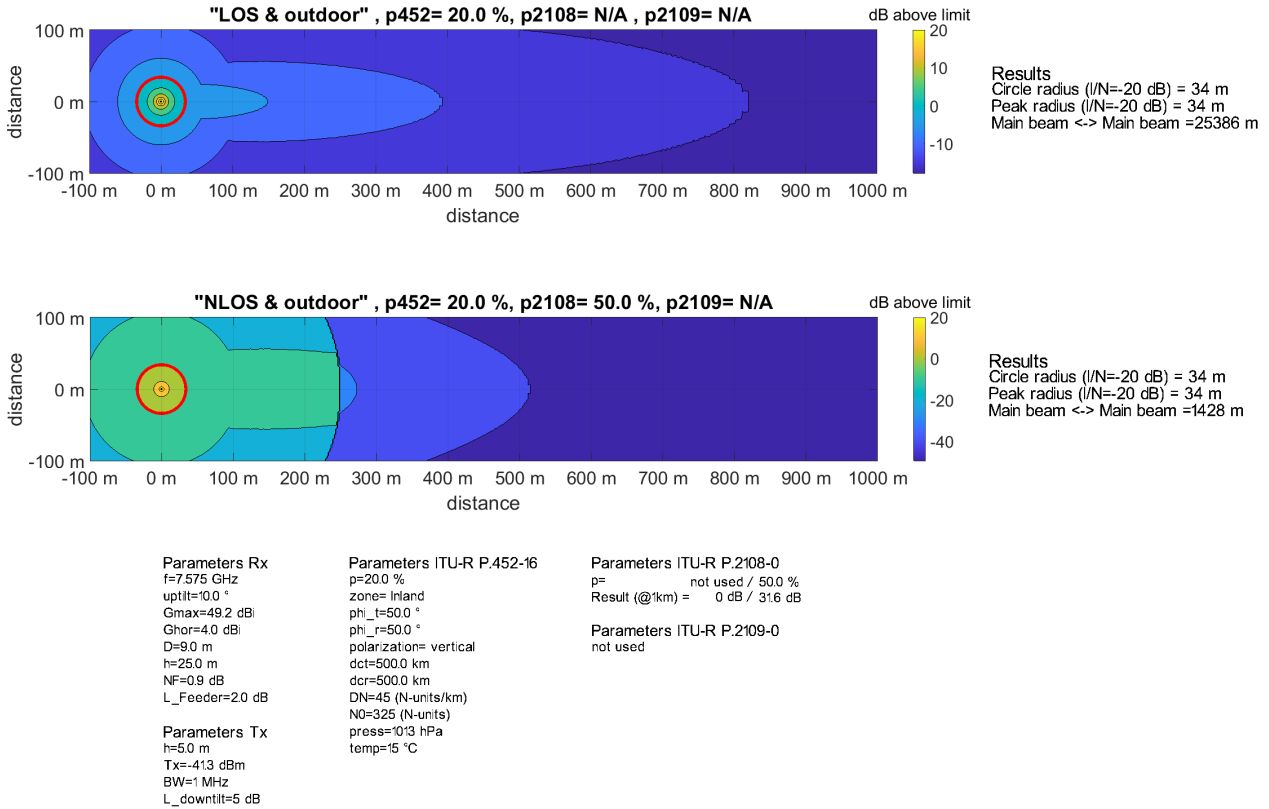 "LOS & outdoor" , p452= 20.0 %, p2108= N/A , p2109= N/A
dB above limit
100 m
0 m
-100 m
distance
-100 m 0 m 100 m 200 m 300 m 400 m 500 m 600 m 700 m 800 m 900 m 1000 m
distance
20
10
0
-10
Results
Circle radius (I/N=-20 dB) = 34 m
Peak radius (I/N=-20 dB) = 34 m
Main beam <-> Main beam =25386 m
"NLOS & outdoor" , p452= 20.0 %, p2108= 50.0 %, p2109= N/A
dB above limit
100 m
0 m
-100 m
distance
-100 m 0 m 100 m 200 m 300 m 400 m 500 m 600 m 700 m 800 m 900 m 1000 m
distance
20
0
-20
-40
Results
Circle radius (I/N=-20 dB) = 34 m
Peak radius (I/N=-20 dB) = 34 m
Main beam <-> Main beam =1428 m
Parameters Rx
f=7.575 GHz
uptilt=10.0 °
Gmax=49.2 dBi
Ghor=4.0 dBi
D=9.0 m
h=25.0 m
NF=0.9 dB
L_Feeder=2.0 dB
Parameters Tx
h=5.0 m
Tx=-41.3 dBm
BW=1 MHz
L_downtilt=5 dB
Parameters ITU-R P.452-16
p=20.0 %
zone= Inland
phi_t=50.0 °
phi_r=50.0 °
polarization= vertical
dct=500.0 km
dcr=500.0 km
DN=45 (N-units/km)
N0=325 (N-units)
press=1013 hPa
temp=15 °C
Parameters ITU-R P.2108-0
p= not used / 50.0 %
Result (@1km) = 0 dB / 31.6 dB
Parameters ITU-R P.2109-0
not used